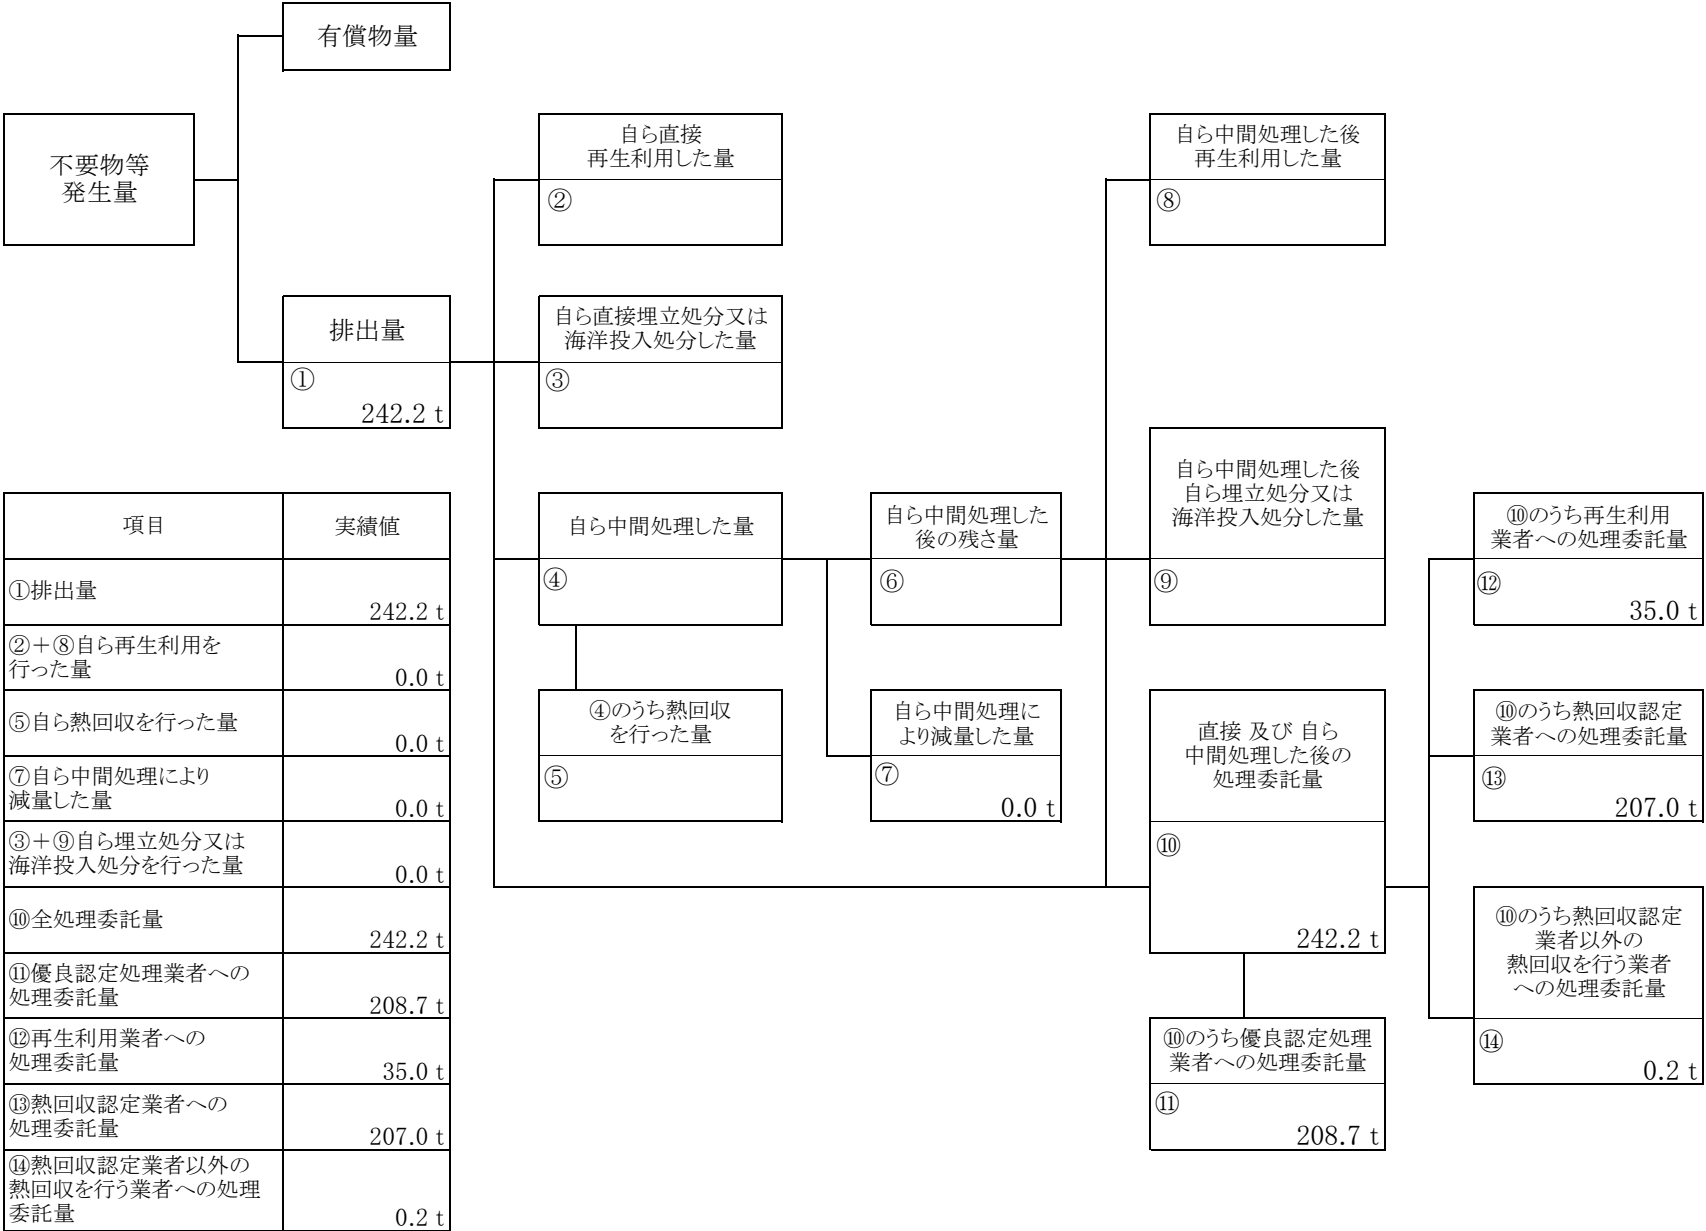 有償物量
不要物等
発生量
排出量
①
242.2 t
自ら直接
再生利用した量
②
自ら直接埋立処分又は
海洋投入処分した量
③
自ら中間処理した量
④
④のうち熱回収
を行った量
⑤
自ら中間処理した
後の残さ量
⑥
自ら中間処理に
より減量した量
⑦
0.0 t
自ら中間処理した後
再生利用した量
⑧
自ら中間処理した後
自ら埋立処分又は
海洋投入処分した量
⑨
直接 及び 自ら
中間処理した後の
処理委託量
⑩
242.2 t
⑩のうち優良認定処理
業者への処理委託量
⑪
208.7 t
⑩のうち再生利用
業者への処理委託量
⑫
35.0 t
⑩のうち熱回収認定
業者への処理委託量
⑬
207.0 t
⑩のうち熱回収認定
業者以外の
熱回収を行う業者
への処理委託量
⑭
0.2 t
項目
実績値
①排出量
242.2 t
②＋⑧自ら再生利用を
行った量
0.0 t
⑤自ら熱回収を行った量
0.0 t
⑦自ら中間処理により
減量した量
0.0 t
③＋⑨自ら埋立処分又は
海洋投入処分を行った量
0.0 t
⑩全処理委託量
242.2 t
⑪優良認定処理業者への
処理委託量
208.7 t
⑫再生利用業者への
処理委託量
35.0 t
⑬熱回収認定業者への
処理委託量
207.0 t
⑭熱回収認定業者以外の
熱回収を行う業者への処理
委託量
0.2 t